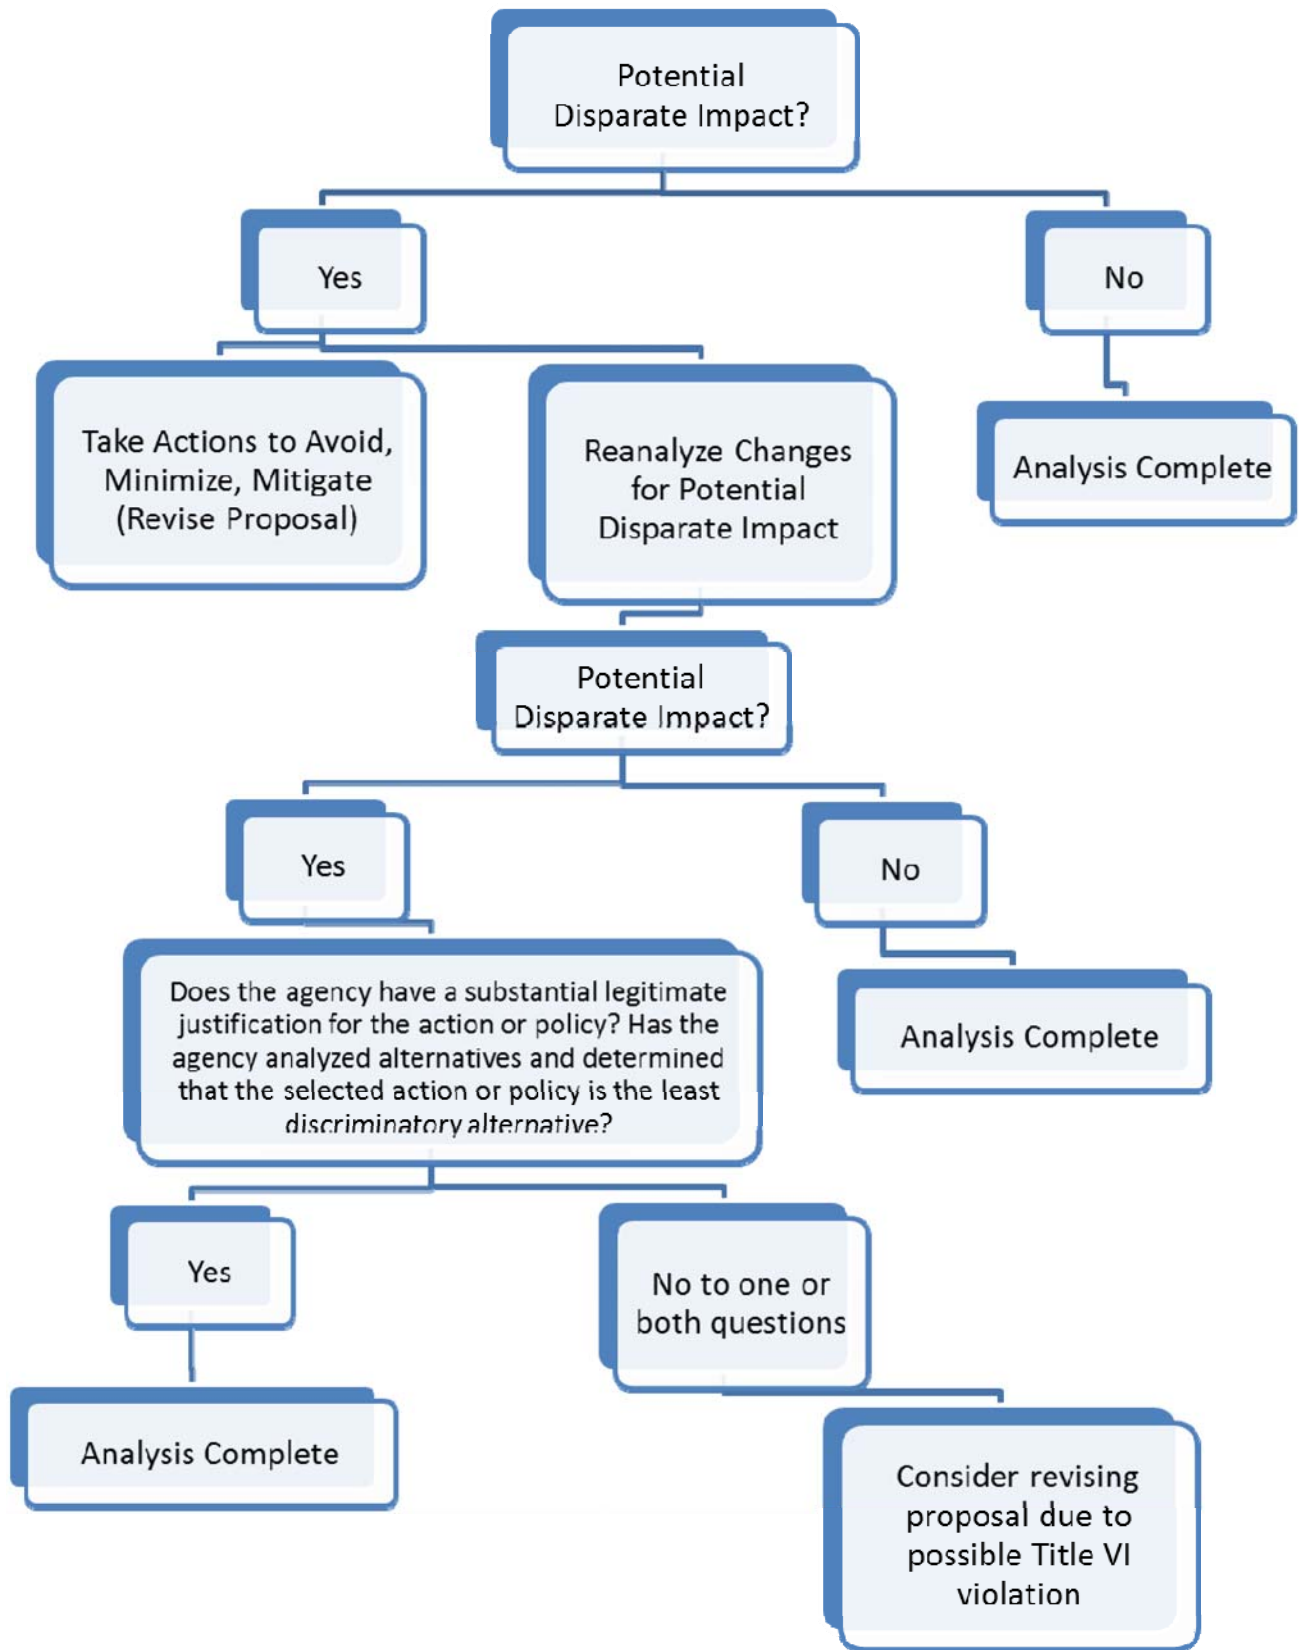 Potential
Disparate Impact?
Yes
No
Take Actions to Avoid,
Minimize, Mitigate
(Revise Proposal)
Reanalyze Changes
for Potential
Disparate Impact
Analysis Complete
Potential
Disparate Impact?
Yes
No
Does the agency have a substantial legitimate
justification for the action or policy? Has the
agency analyzed alternatives and determined
that the selected action or policy is the least
discriminatory alternative?
Analysis Complete
Yes
No to one or
both questions
Analysis Complete
Consider revising
proposal due to
possible Title VI
violation